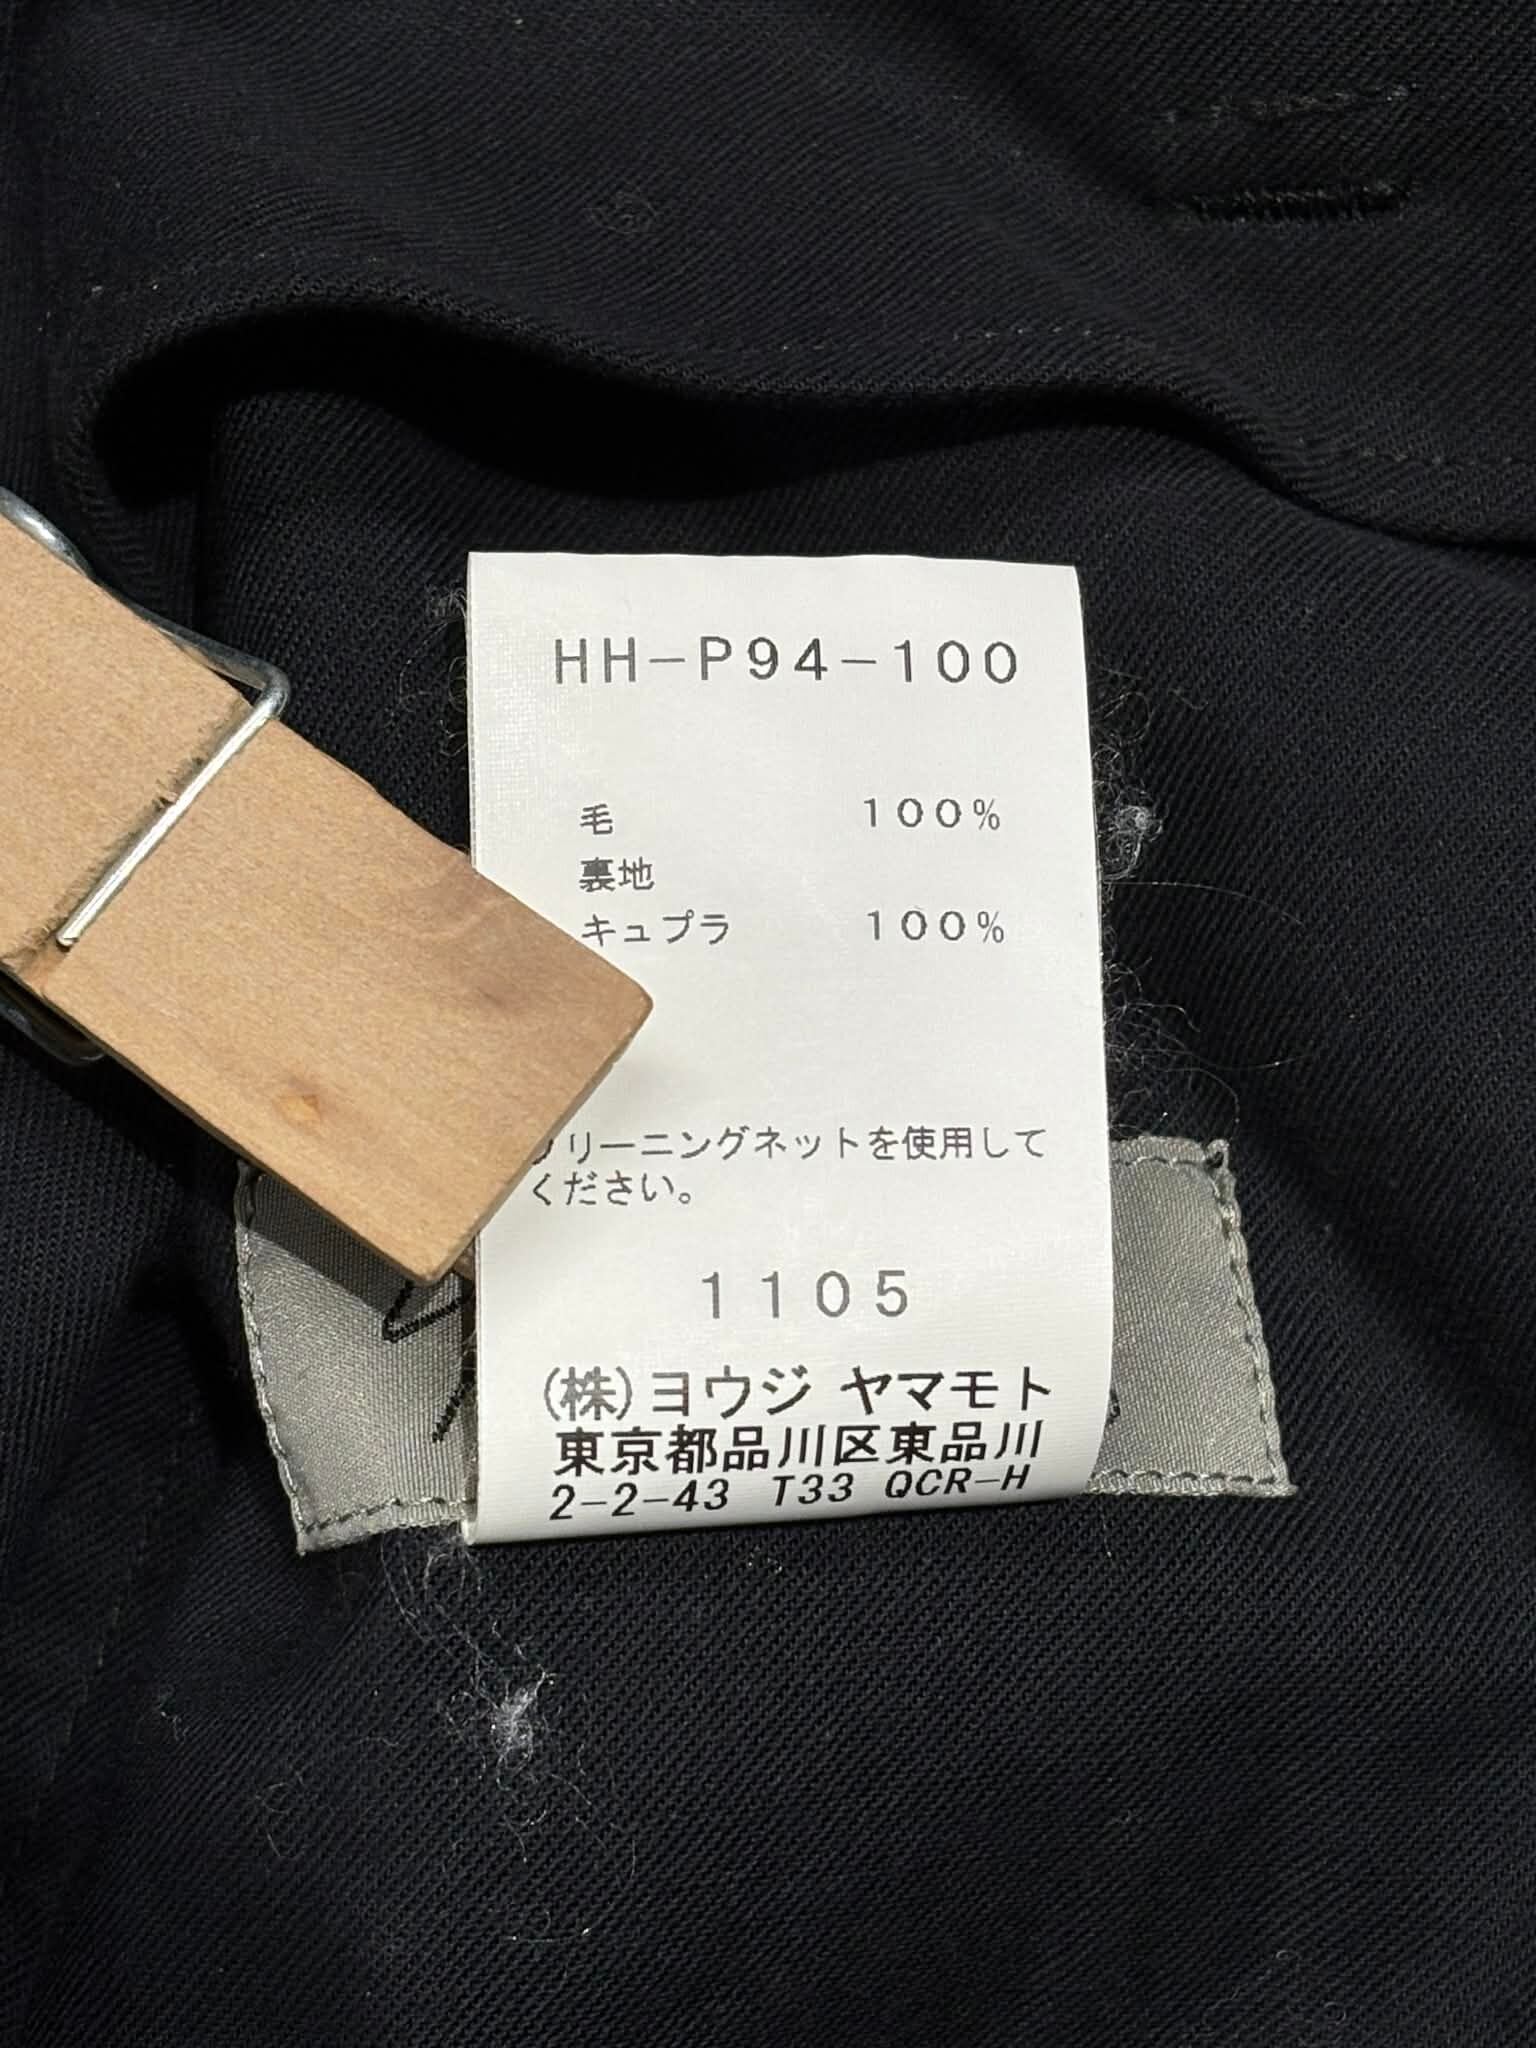 HH-P94-100
毛 100%
裏地
キュプラ 100%
リーニングネットを使用して
ください。
1105
(株)ヨウジ ヤマモト
東京都品川区東品川
2-2-43 T33 QCR-H